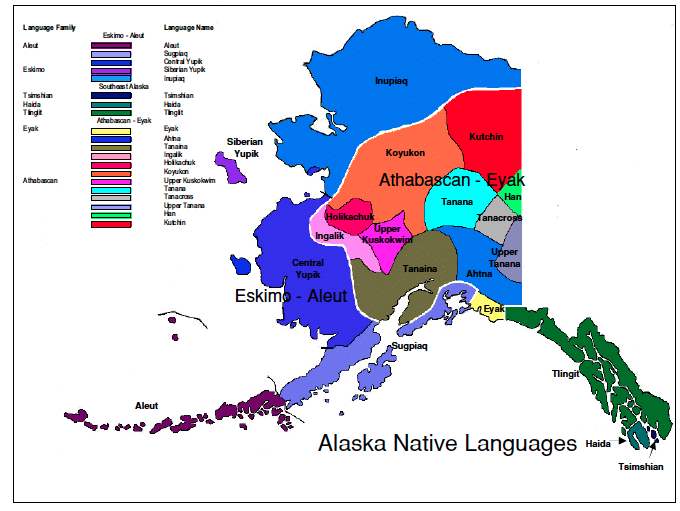 Language Family Language Name
Eskimo - Aleut
Aleut Aleut
Sugpiaq
Central Yupik
Eskimo Siberian Yupik
Inupiaq
Southeast Alaska
Tsimshian Tsimshian
Haida Haida
Tlinglit Tlinglit
Athabascan - Eyak
Eyak Eyak
Ahtna
Tanaina
Ingalik
Holikachuk
Koyukon
Athabascan Upper Kuskokwim
Tanana
Tanacross
Upper Tanana
Han
Kutchin
Inupiaq
Siberian
Yupik
Kutchin
Koyukon
Athabascan - Eyak
Han
Tanana
Tanacross
Holikachuk
Upper
Kuskokwim
Ingalik
Upper
Tanana
Central
Yupik
Tanaina
Ahtna
Eskimo - Aleut
Eyak
Sugpiaq
Tlingit
Aleut
Alaska Native Languages
Haida
Tsimshian